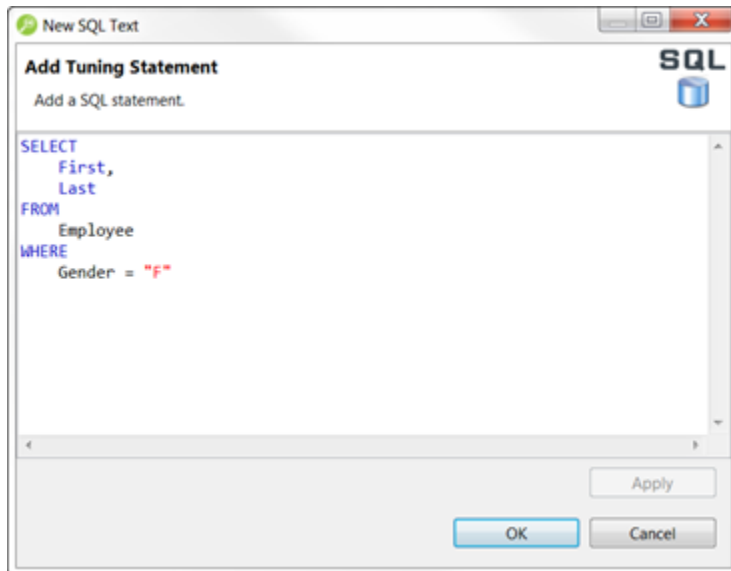 New SQL Text
Add Tuning Statement
SQL
Add a SQL statement.
SELECT
    First,
    Last
FROM
    Employee
WHERE
    Gender = "F"
Apply
OK
Cancel